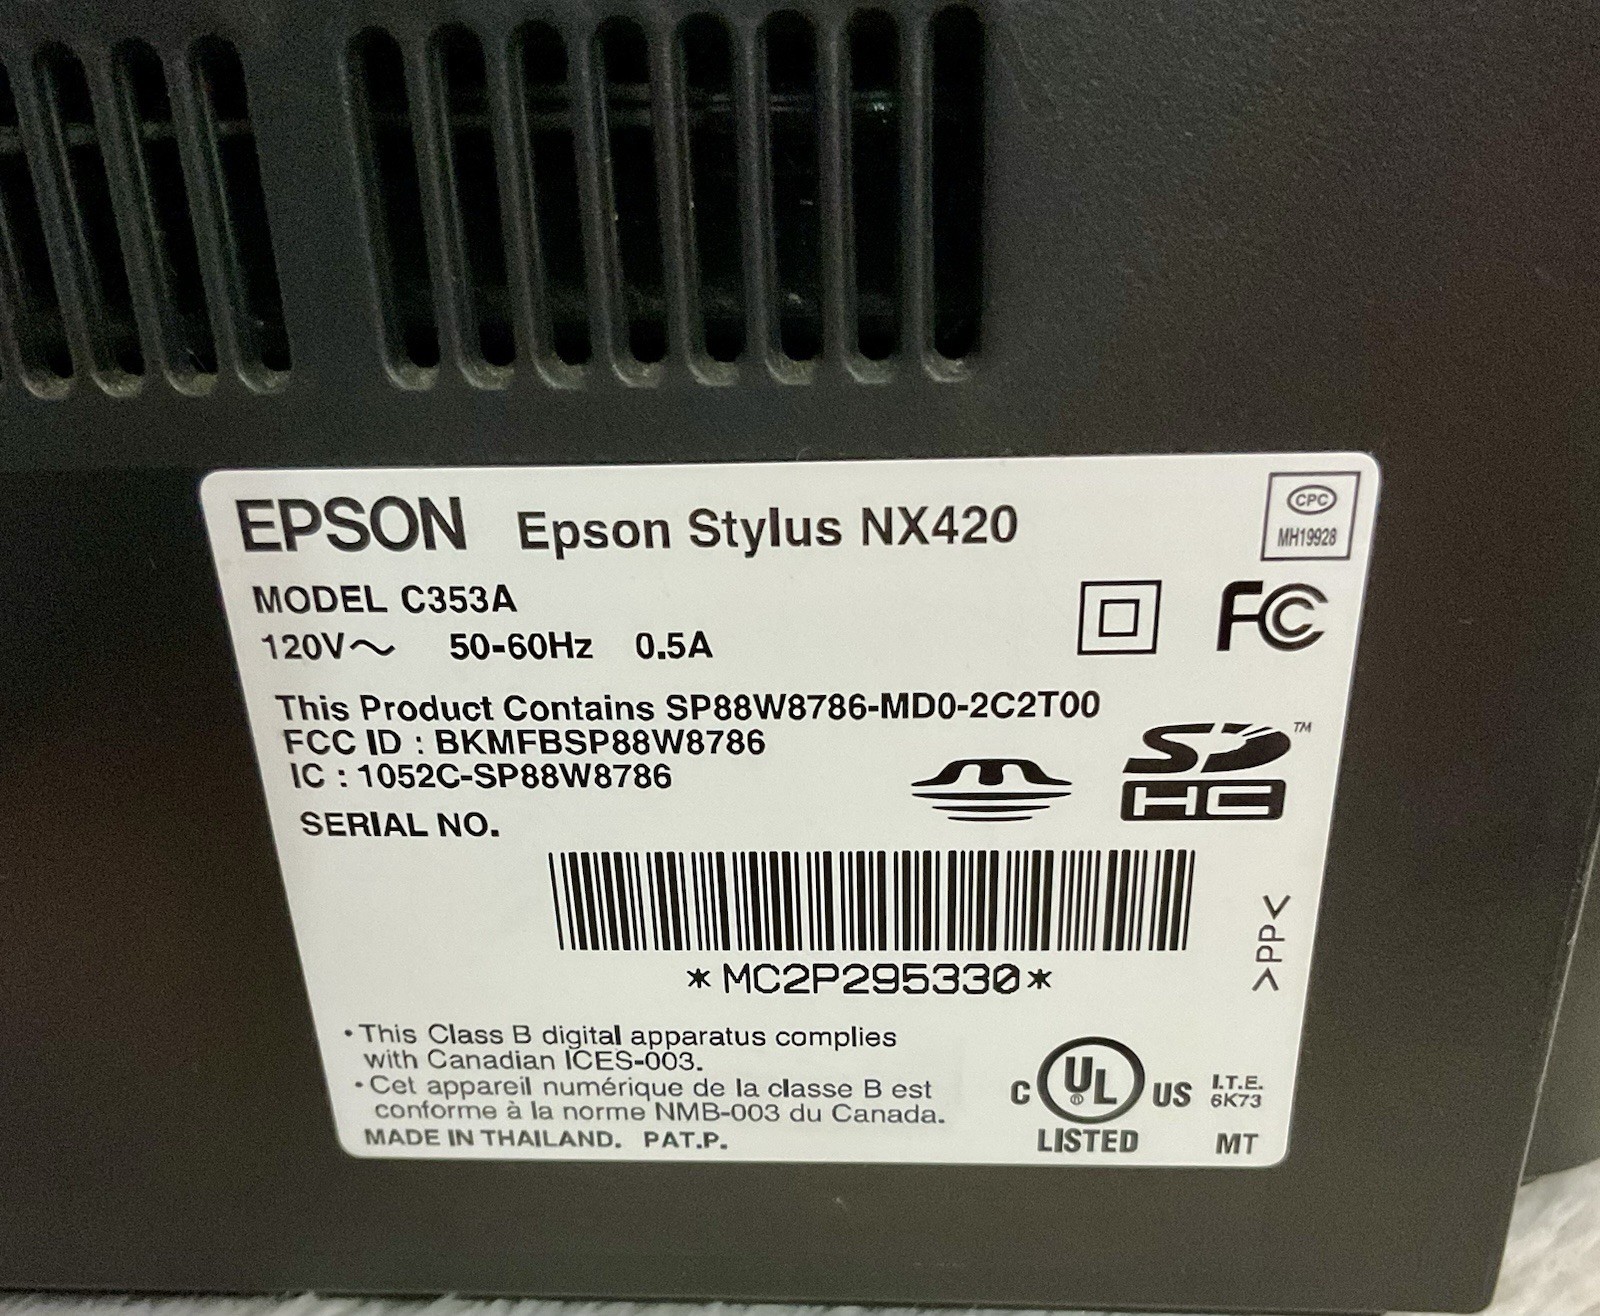 EPSON Epson Stylus NX420
CPC
MH19928
MODEL C353A
120V～ 50-60Hz 0.5A
FC
This Product Contains SP88W8786-MD0-2C2T00
FCC ID : BKMFBSP88W8786
IC : 1052C-SP88W8786
SD™
HC
SERIAL NO.
*MC2P295330*
>PP<
•This Class B digital apparatus complies
with Canadian ICES-003.
•Cet appareil numérique de la classe B est
conforme à la norme NMB-003 du Canada.
MADE IN THAILAND. PAT.P.
C UL® US
LISTED
I.T.E.
6K73
MT